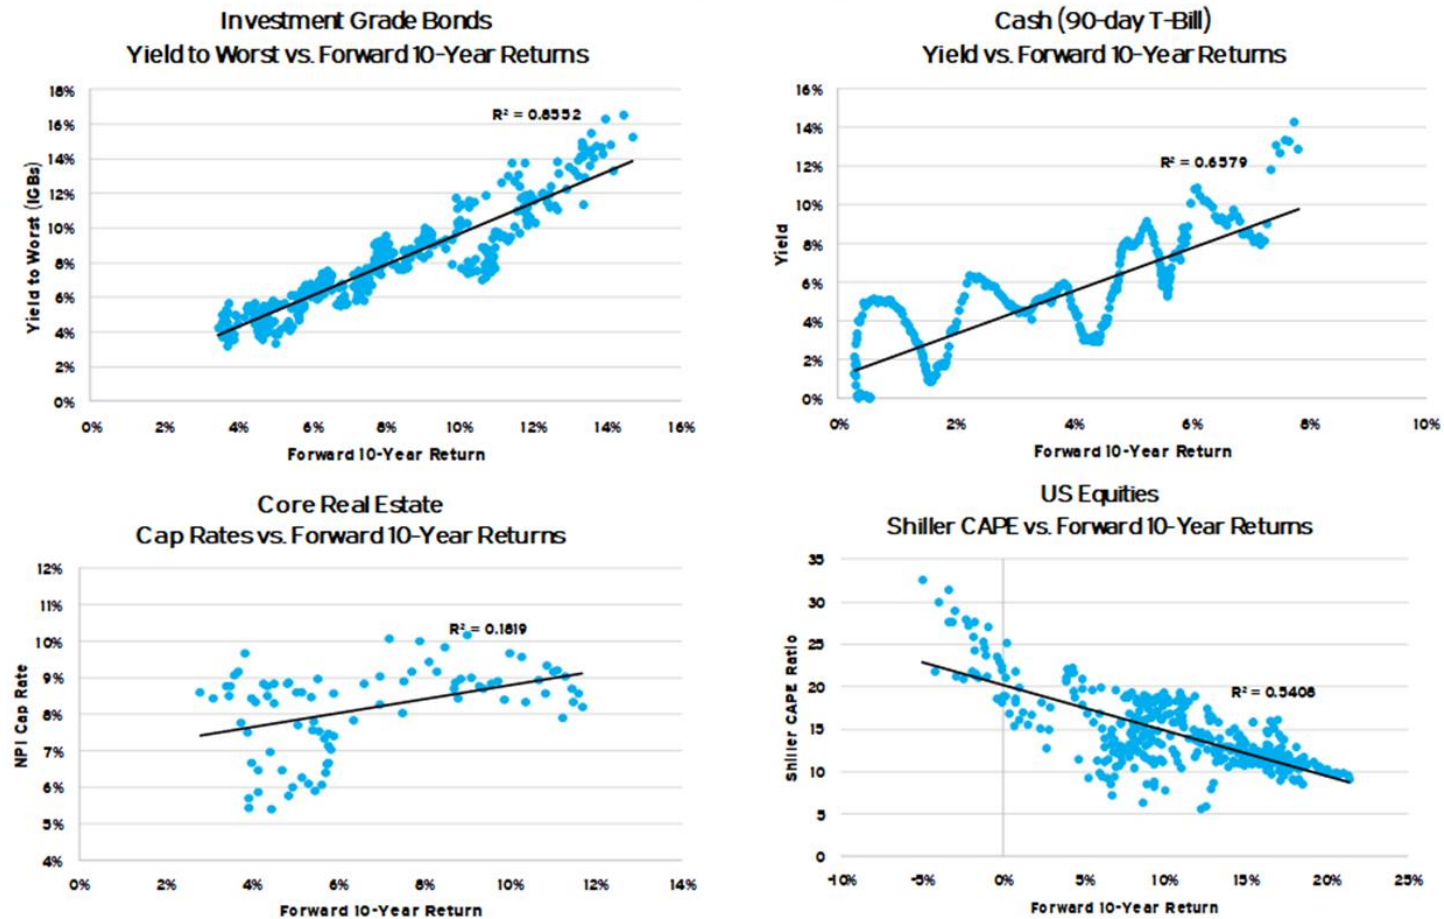 Investment Grade Bonds
Yield to Worst vs. Forward 10-Year Returns
18%
16%
14%
12%
10%
8%
6%
4%
2%
0%
Yield to Worst (IGBs)
R² = 0.8552
0% 2% 4% 6% 8% 10% 12% 14% 16%
Forward 10-Year Return
Cash (90-day T-Bill)
Yield vs. Forward 10-Year Returns
16%
14%
12%
10%
8%
6%
4%
2%
0%
Yield
R² = 0.6579
0% 2% 4% 6% 8% 10%
Forward 10-Year Return
Core Real Estate
Cap Rates vs. Forward 10-Year Returns
12%
11%
10%
9%
8%
7%
6%
5%
4%
NPI Cap Rate
R² = 0.1819
0% 2% 4% 6% 8% 10% 12% 14%
Forward 10-Year Return
US Equities
Shiller CAPE vs. Forward 10-Year Returns
35
30
25
20
15
10
5
0
Shiller CAPE Ratio
R² = 0.5408
-10% -5% 0% 5% 10% 15% 20% 25%
Forward 10-Year Return